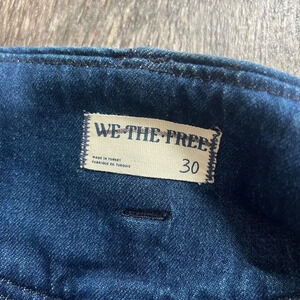 WE·THE·FREE
MADE IN TURKEY
FABRIQUÉ EN TURQUIE
30